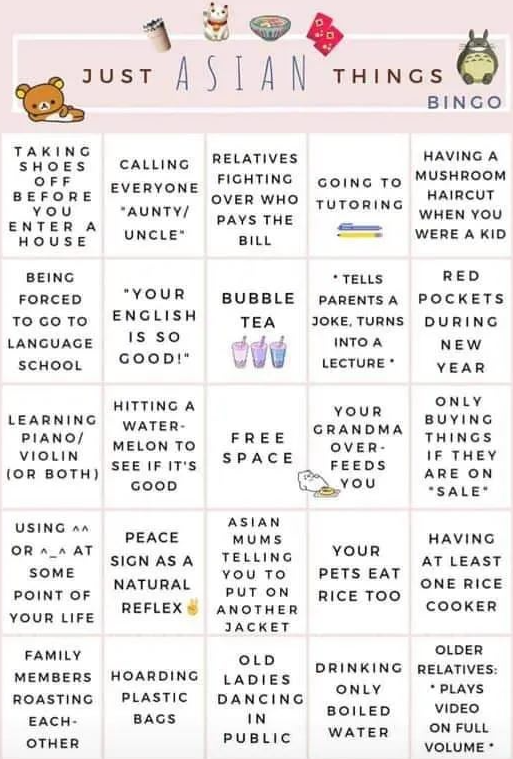 JUST ASIAN THINGS
BINGO
TAKING
SHOES
OFF
BEFORE
YOU
ENTER A
HOUSE
CALLING
EVERYONE
"AUNTY/
UNCLE"
RELATIVES
FIGHTING
OVER WHO
PAYS THE
BILL
GOING TO
TUTORING
HAVING A
MUSHROOM
HAIRCUT
WHEN YOU
WERE A KID
BEING
FORCED
TO GO TO
LANGUAGE
SCHOOL
"YOUR
ENGLISH
IS SO
GOOD!"
BUBBLE
TEA
* TELLS
PARENTS A
JOKE, TURNS
INTO A
LECTURE *
RED
POCKETS
DURING
NEW
YEAR
LEARNING
PIANO/
VIOLIN
(OR BOTH)
HITTING A
WATER-
MELON TO
SEE IF IT'S
GOOD
FREE
SPACE
YOUR
GRANDMA
OVER-
FEEDS
YOU
ONLY
BUYING
THINGS
IF THEY
ARE ON
"SALE"
USING ^^
OR ^_^ AT
SOME
POINT OF
YOUR LIFE
PEACE
SIGN AS A
NATURAL
REFLEX✌
ASIAN
MUMS
TELLING
YOU TO
PUT ON
ANOTHER
JACKET
YOUR
PETS EAT
RICE TOO
HAVING
AT LEAST
ONE RICE
COOKER
FAMILY
MEMBERS
ROASTING
EACH-
OTHER
HOARDING
PLASTIC
BAGS
OLD
LADIES
DANCING
IN
PUBLIC
DRINKING
ONLY
BOILED
WATER
OLDER
RELATIVES:
* PLAYS
VIDEO
ON FULL
VOLUME *